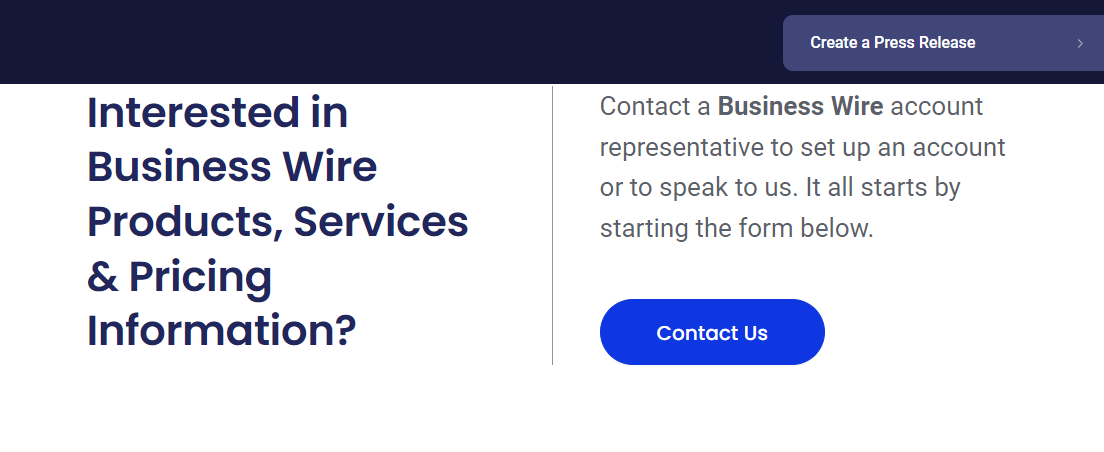 Create a Press Release
Interested in
Business Wire
Products, Services
& Pricing
Information?
Contact a Business Wire account
representative to set up an account
or to speak to us. It all starts by
starting the form below.
Contact Us